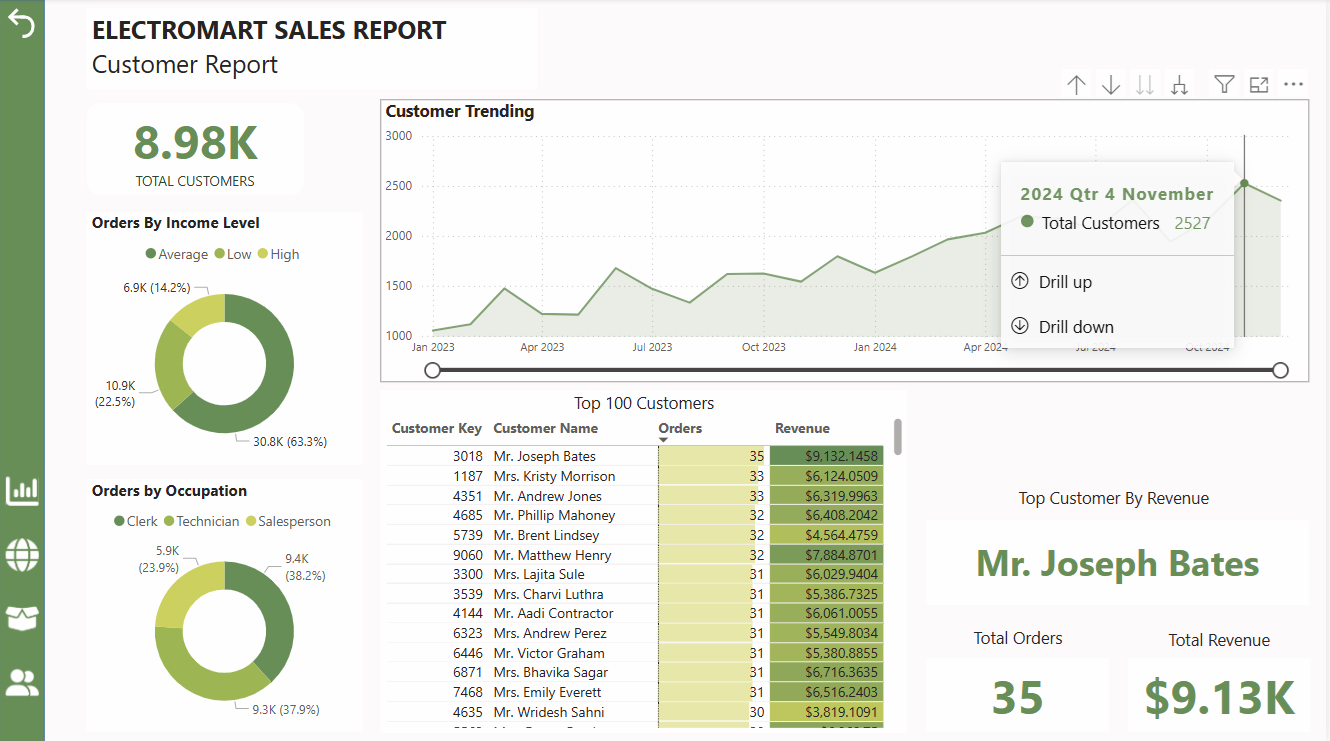 ELECTROMART SALES REPORT
Customer Report
8.98K
TOTAL CUSTOMERS
Orders By Income Level
Average Low High
6.9K (14.2%)
10.9K
(22.5%)
30.8K (63.3%)
Orders by Occupation
Clerk Technician Salesperson
5.9K
(23.9%)
9.4K
(38.2%)
9.3K (37.9%)
Customer Trending
3000
2500
2000
1500
1000
Jan 2023 Apr 2023 Jul 2023 Oct 2023 Jan 2024 Apr 2024 Jul 2024 Oct 2024
2024 Qtr 4 November
Total Customers 2527
Drill up
Drill down
Top 100 Customers
Customer Key Customer Name Orders Revenue
3018 Mr. Joseph Bates 35 $9,132.1458
1187 Mrs. Kristy Morrison 33 $6,124.0509
4351 Mr. Andrew Jones 33 $6,319.9963
4685 Mr. Phillip Mahoney 32 $6,408.2042
5739 Mr. Brent Lindsey 32 $4,564.4759
9060 Mr. Matthew Henry 32 $7,884.8701
3300 Mrs. Lajita Sule 31 $6,029.9404
3539 Mrs. Charvi Luthra 31 $5,386.7325
4144 Mr. Aadi Contractor 31 $6,061.0055
6323 Mrs. Andrew Perez 31 $5,549.8034
6446 Mr. Victor Graham 31 $5,380.8855
6871 Mrs. Bhavika Sagar 31 $6,716.3635
7468 Mrs. Emily Everett 31 $6,516.2403
4635 Mr. Wridesh Sahni 30 $3,819.1091
Top Customer By Revenue
Mr. Joseph Bates
Total Orders
35
Total Revenue
$9.13K